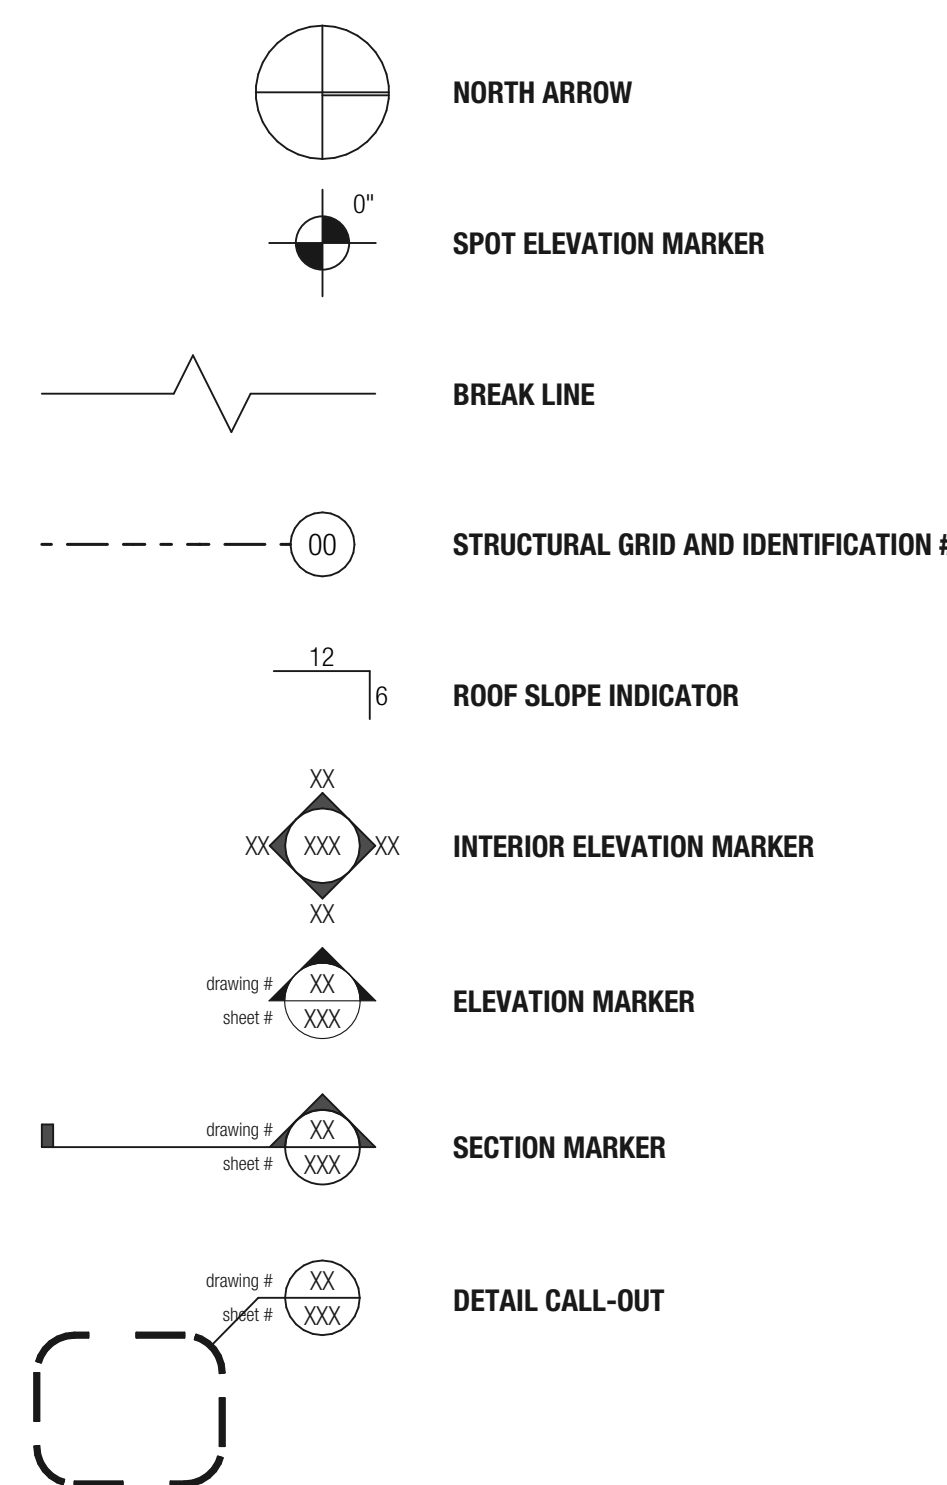 NORTH ARROW
0"
SPOT ELEVATION MARKER
BREAK LINE
00
STRUCTURAL GRID AND IDENTIFICATION #
12
6
ROOF SLOPE INDICATOR
XX
XX XXX XX
XX
INTERIOR ELEVATION MARKER
drawing # XX
sheet # XXX
ELEVATION MARKER
drawing # XX
sheet # XXX
SECTION MARKER
drawing # XX
sheet # XXX
DETAIL CALL-OUT